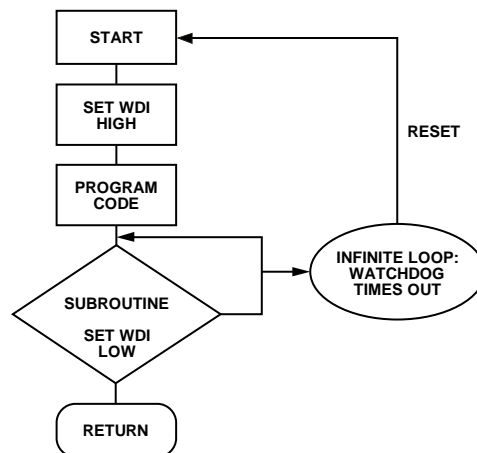 START
SET WDI
HIGH
RESET
PROGRAM
CODE
INFINITE LOOP:
WATCHDOG
TIMES OUT
SUBROUTINE
SET WDI
LOW
RETURN